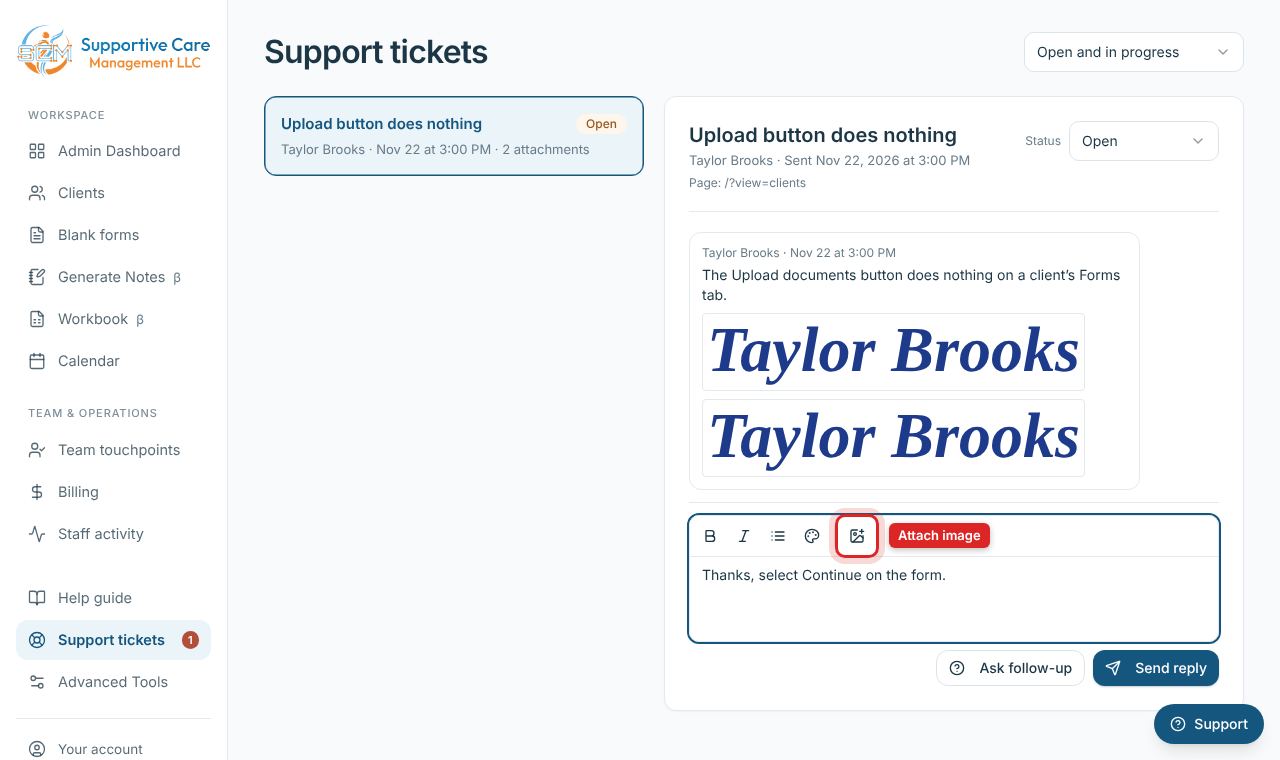 SCM Supportive Care
Management LLC
WORKSPACE
Admin Dashboard
Clients
Blank forms
Generate Notes β
Workbook β
Calendar
TEAM & OPERATIONS
Team touchpoints
Billing
Staff activity
Help guide
Support tickets 1
Advanced Tools
Your account
Support tickets
Open and in progress
Upload button does nothing Open
Taylor Brooks · Nov 22 at 3:00 PM · 2 attachments
Upload button does nothing
Taylor Brooks · Sent Nov 22, 2026 at 3:00 PM
Page: /?view=clients
Status Open
Taylor Brooks · Nov 22 at 3:00 PM
The Upload documents button does nothing on a client’s Forms
tab.
Taylor Brooks
Taylor Brooks
B I Attach image
Thanks, select Continue on the form.
Ask follow-up Send reply
Support